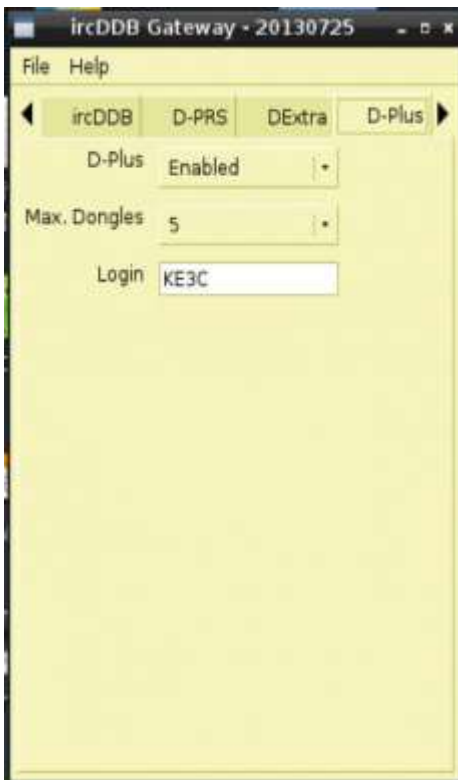 ircDDB Gateway - 20130725
File Help
ircDDB D-PRS DExtra D-Plus
D-Plus Enabled
Max. Dongles 5
Login KE3C